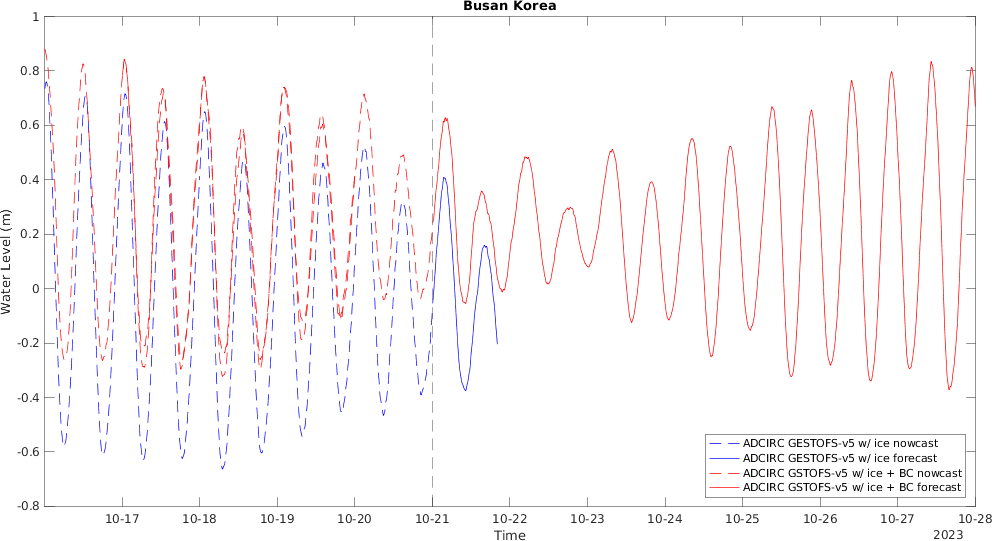 Busan Korea
1
0.8
0.6
0.4
0.2
0
-0.2
-0.4
-0.6
-0.8
Water Level (m)
ADCIRC GESTOFS-v5 w/ ice nowcast
ADCIRC GESTOFS-v5 w/ ice forecast
ADCIRC GSTOFS-v5 w/ ice + BC nowcast
ADCIRC GSTOFS-v5 w/ ice + BC forecast
10-17 10-18 10-19 10-20 10-21 10-22 10-23 10-24 10-25 10-26 10-27 10-28
Time
2023